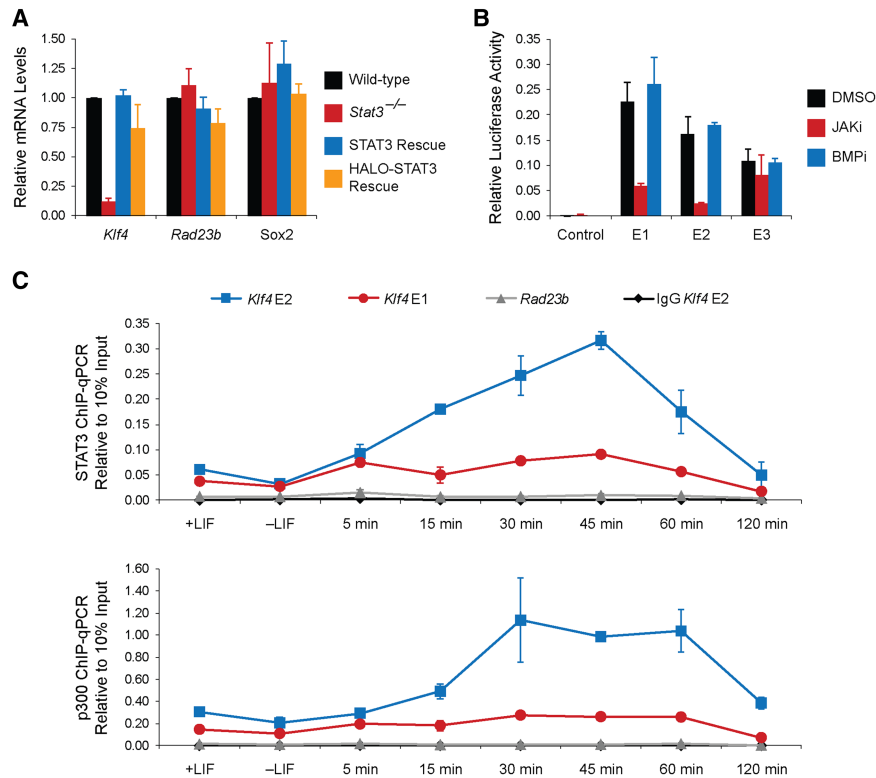 A
Relative mRNA Levels
1.50
1.25
1.00
0.75
0.50
0.25
0.00
Klf4
Rad23b
Sox2
Wild-type
Stat3–/–
STAT3 Rescue
HALO-STAT3
Rescue
B
Relative Luciferase Activity
0.35
0.30
0.25
0.20
0.15
0.10
0.05
0.00
Control
E1
E2
E3
DMSO
JAKi
BMPi
C
Klf4 E2
Klf4 E1
Rad23b
IgG Klf4 E2
STAT3 ChIP-qPCR
Relative to 10% Input
0.35
0.30
0.25
0.20
0.15
0.10
0.05
0.00
+LIF
–LIF
5 min
15 min
30 min
45 min
60 min
120 min
p300 ChIP-qPCR
Relative to 10% Input
1.60
1.40
1.20
1.00
0.80
0.60
0.40
0.20
0.00
+LIF
–LIF
5 min
15 min
30 min
45 min
60 min
120 min